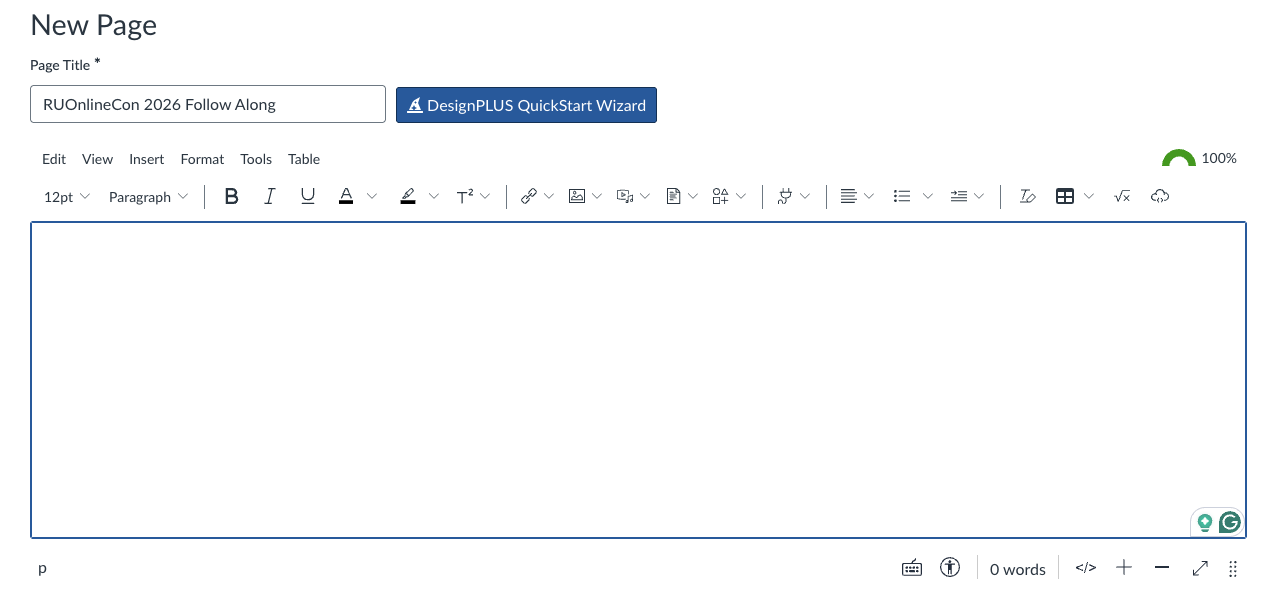 New Page
Page Title *
RUOnlineCon 2026 Follow Along
DesignPLUS QuickStart Wizard
Edit View Insert Format Tools Table
100%
12pt Paragraph B I U A T²
p
0 words </>